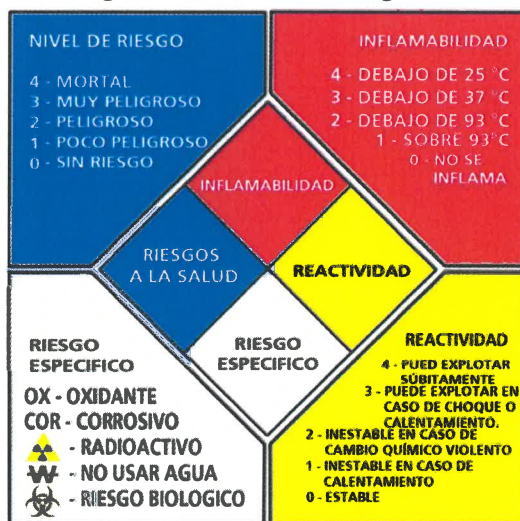 NIVEL DE RIESGO
4 - MORTAL
3 - MUY PELIGROSO
2 - PELIGROSO
1 - POCO PELIGROSO
0 - SIN RIESGO
INFLAMABILIDAD
4 - DEBAJO DE 25 °C
3 - DEBAJO DE 37 °C
2 - DEBAJO DE 93 °C
1 - SOBRE 93°C
0 - NO SE
INFLAMA
INFLAMABILIDAD
RIESGOS
A LA SALUD
REACTIVIDAD
RIESGO
ESPECIFICO
RIESGO
ESPECIFICO
OX - OXIDANTE
COR - CORROSIVO
- RADIOACTIVO
W - NO USAR AGUA
- RIESGO BIOLOGICO
REACTIVIDAD
4 - PUED EXPLOTAR
SÚBITAMENTE
3 - PUEDE EXPLOTAR EN
CASO DE CHOQUE O
CALENTAMIENTO.
2 - INESTABLE EN CASO DE
CAMBIO QUÍMICO VIOLENTO
1 - INESTABLE EN CASO DE
CALENTAMIENTO
0 - ESTABLE